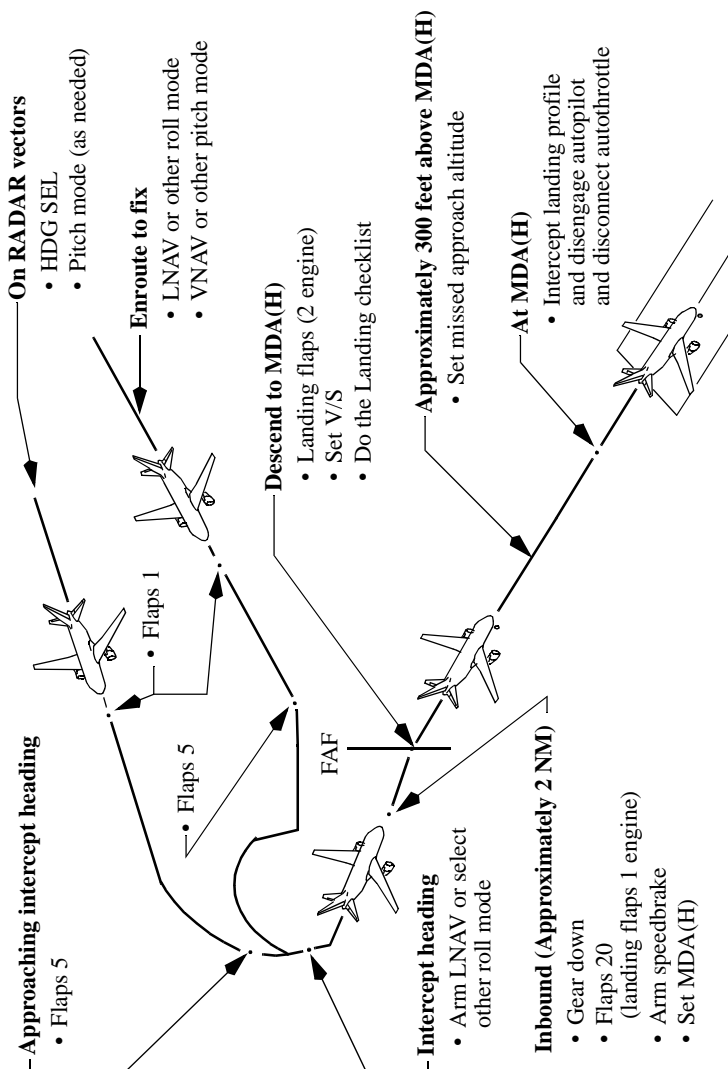 On RADAR vectors
• HDG SEL
• Pitch mode (as needed)
Enroute to fix
• LNAV or other roll mode
• VNAV or other pitch mode
• Flaps 1
Approaching intercept heading
• Flaps 5
• Flaps 5
Intercept heading
• Arm LNAV or select
other roll mode
Inbound (Approximately 2 NM)
• Gear down
• Flaps 20
(landing flaps 1 engine)
• Arm speedbrake
• Set MDA(H)
FAF
Descend to MDA(H)
• Landing flaps (2 engine)
• Set V/S
• Do the Landing checklist
Approximately 300 feet above MDA(H)
• Set missed approach altitude
At MDA(H)
• Intercept landing profile
and disengage autopilot
and disconnect autothrottle